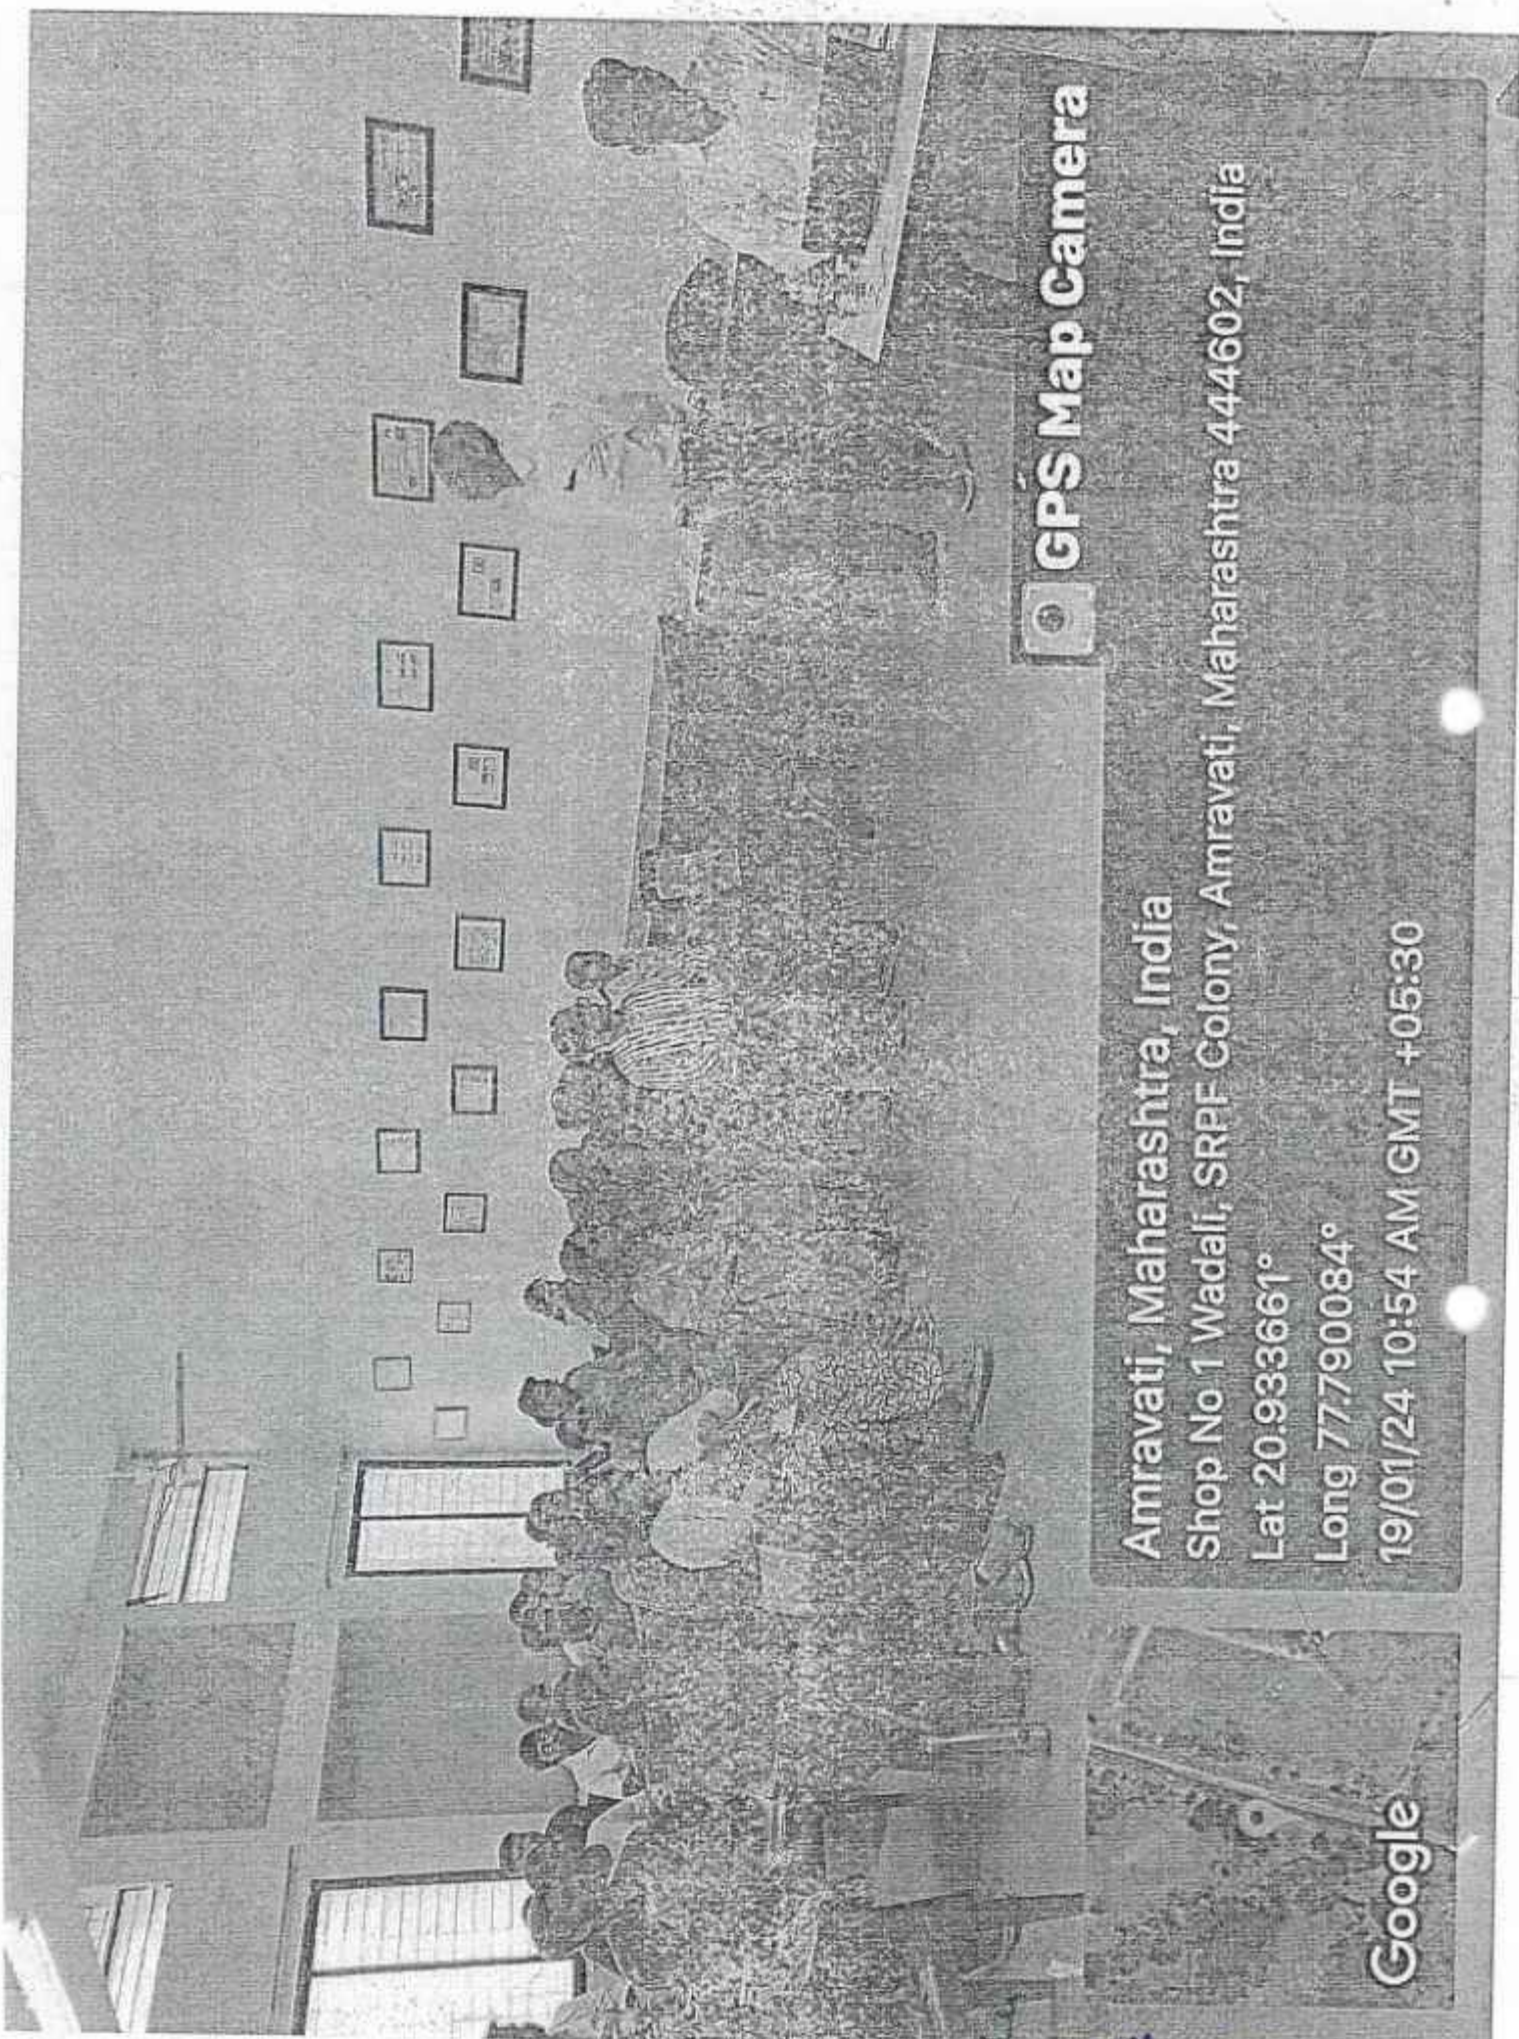 GPS Map Camera
Amravati, Maharashtra, India
Shop No 1 Wadali, SRPF Colony, Amravati, Maharashtra 444602, India
Lat 20.933661°
Long 77.790084°
19/01/24 10:54 AM GMT +05:30
Google